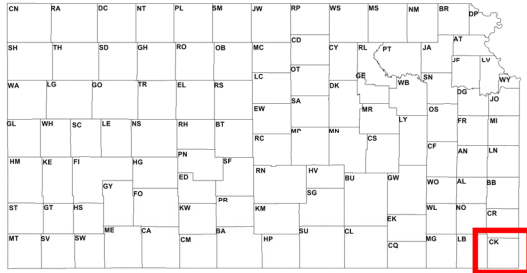 CN RA DC NT PL SM JW RP WS MS NM BR DP
CD AT
SH TH SD GH RO OB MC CY RL PT JA
OT JF LV
LC GE WB SN WY
WA LG GO TR EL RS DK DG JO
SA
EW MR OS
GL WH SC LE NS RH BT LY FR MI
RC MP MN CS
CF AN LN
HM KE FI HG PN SF
RN HV
ED BU GW
GY WO AL BB
FO SG
PR
ST GT HS KW KM WL NO CR
EK
MT SV SW ME CA CM BA HP SU CL CQ MG LB CK